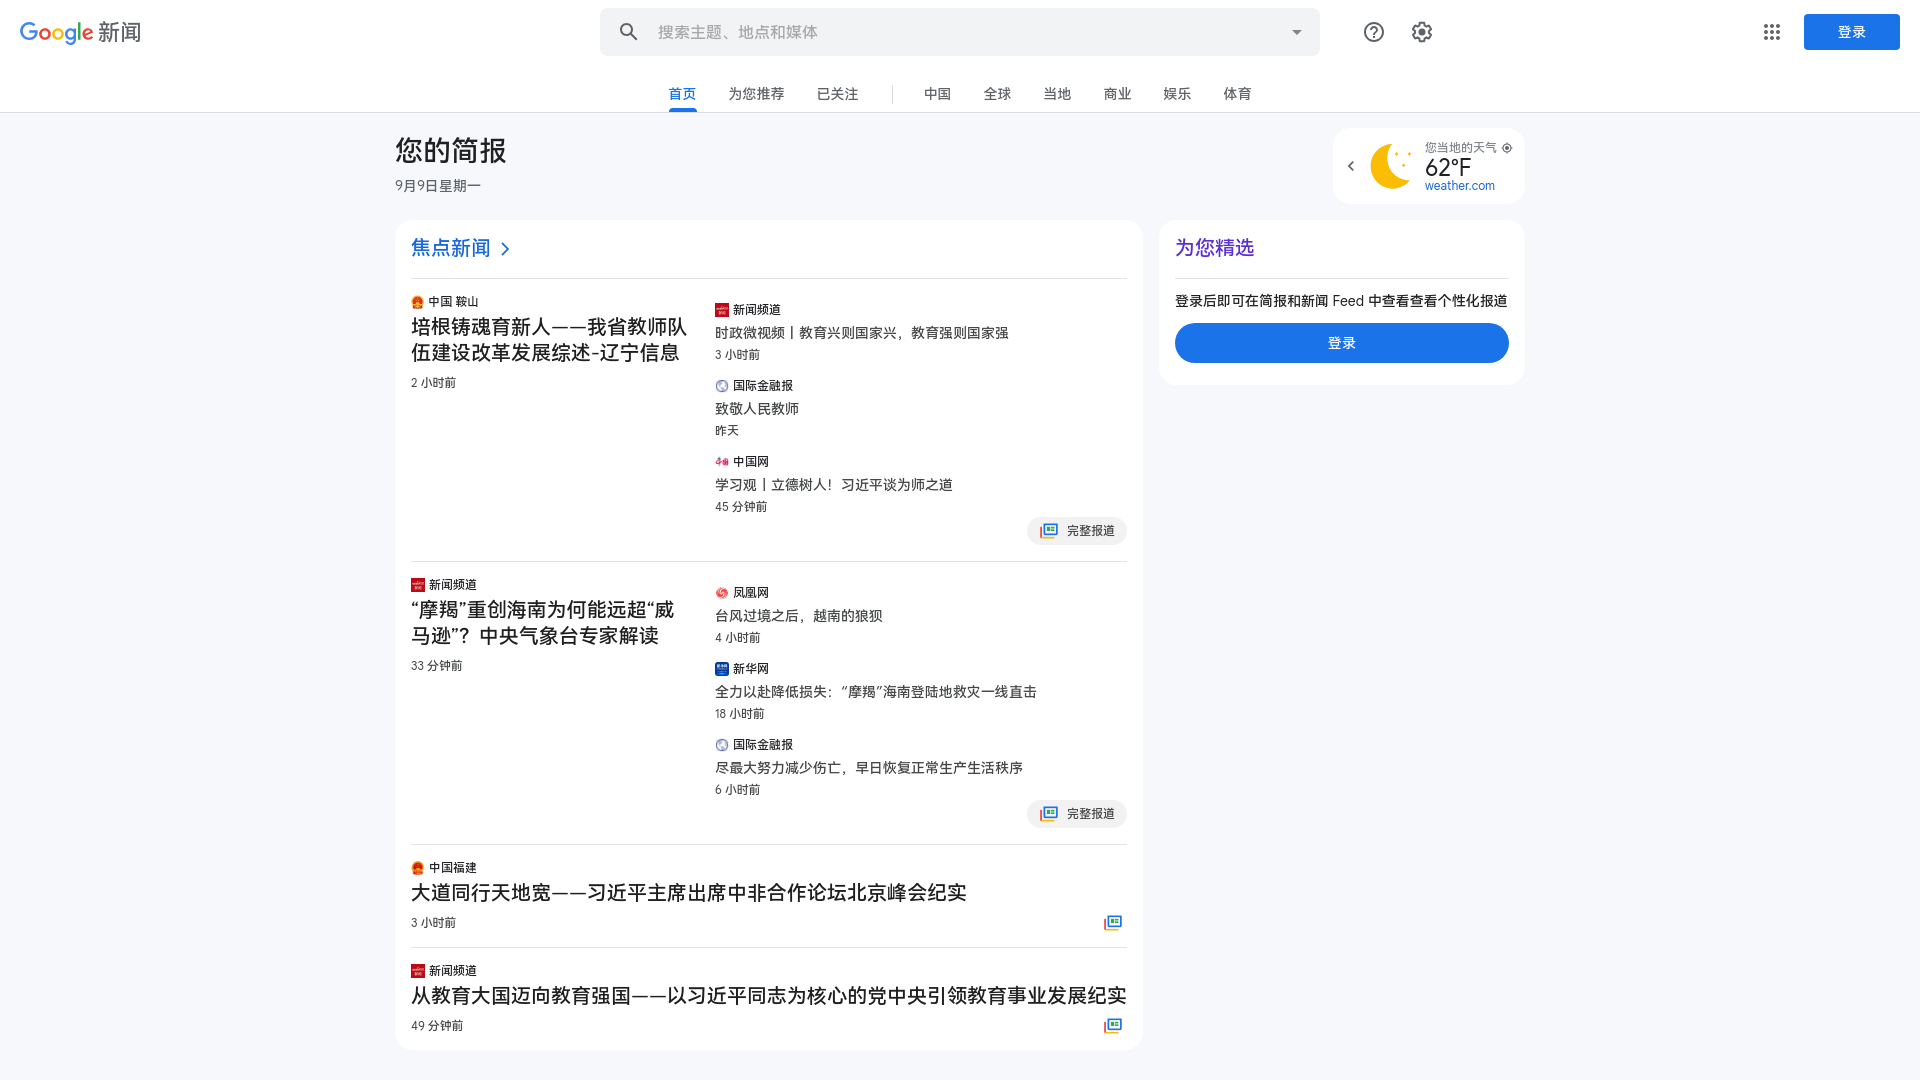 Google 新闻
搜索主题、地点和媒体
登录
首页 为您推荐 已关注 中国 全球 当地 商业 娱乐 体育
您的简报
9月9日星期一
您当地的天气
62°F
weather.com
焦点新闻
中国 鞍山
培根铸魂育新人——我省教师队
伍建设改革发展综述-辽宁信息
2 小时前
新闻频道
时政微视频丨教育兴则国家兴，教育强则国家强
3 小时前
国际金融报
致敬人民教师
昨天
中国网
学习观丨立德树人！习近平谈为师之道
45 分钟前
完整报道
新闻频道
“摩羯”重创海南为何能远超“威
马逊”？中央气象台专家解读
33 分钟前
凤凰网
台风过境之后，越南的狼狈
4 小时前
新华网
全力以赴降低损失：“摩羯”海南登陆地救灾一线直击
18 小时前
国际金融报
尽最大努力减少伤亡，早日恢复正常生产生活秩序
6 小时前
完整报道
中国福建
大道同行天地宽——习近平主席出席中非合作论坛北京峰会纪实
3 小时前
新闻频道
从教育大国迈向教育强国——以习近平同志为核心的党中央引领教育事业发展纪实
49 分钟前
为您精选
登录后即可在简报和新闻 Feed 中查看查看个性化报道
登录